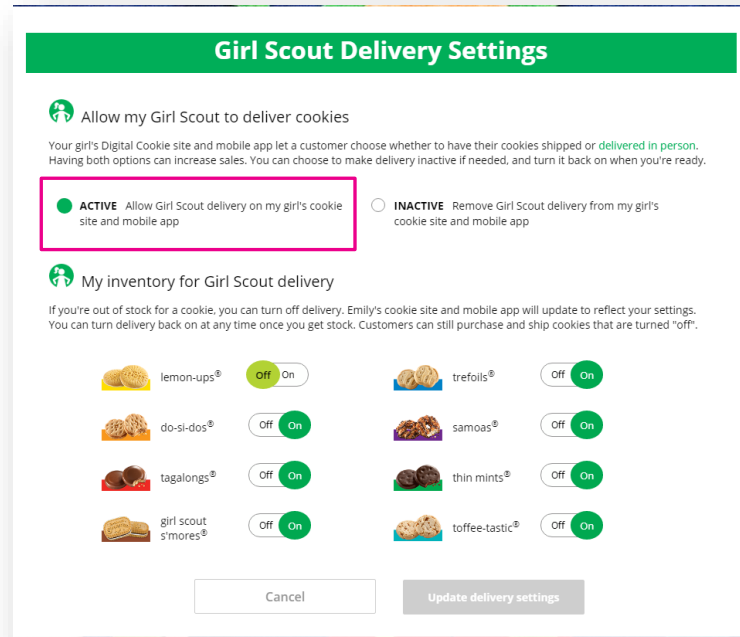 Girl Scout Delivery Settings
Allow my Girl Scout to deliver cookies
Your girl's Digital Cookie site and mobile app let a customer choose whether to have their cookies shipped or delivered in person.
Having both options can increase sales. You can choose to make delivery inactive if needed, and turn it back on when you're ready.
ACTIVE Allow Girl Scout delivery on my girl's cookie
site and mobile app
INACTIVE Remove Girl Scout delivery from my girl's
cookie site and mobile app
My inventory for Girl Scout delivery
If you're out of stock for a cookie, you can turn off delivery. Emily's cookie site and mobile app will update to reflect your settings.
You can turn delivery back on at any time once you get stock. Customers can still purchase and ship cookies that are turned "off".
lemon-ups® Off On
trefoils® Off On
do-si-dos® Off On
samoas® Off On
tagalongs® Off On
thin mints® Off On
girl scout
s'mores® Off On
toffee-tastic® Off On
Cancel
Update delivery settings